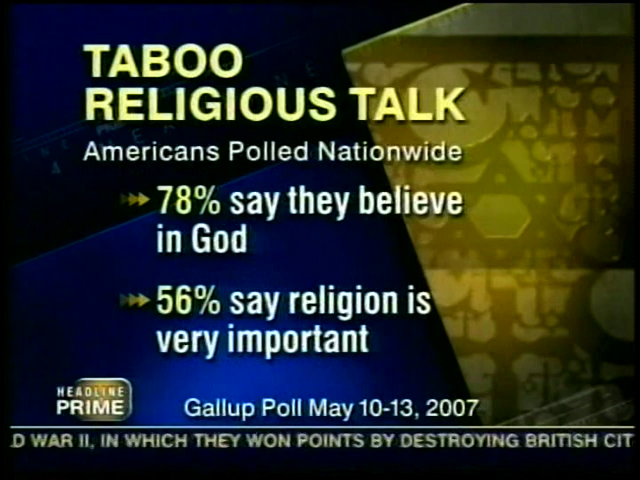 TABOO
RELIGIOUS TALK
Americans Polled Nationwide
78% say they believe
in God
56% say religion is
very important
HEADLINE
PRIME
Gallup Poll May 10-13, 2007
D WAR II, IN WHICH THEY WON POINTS BY DESTROYING BRITISH CIT